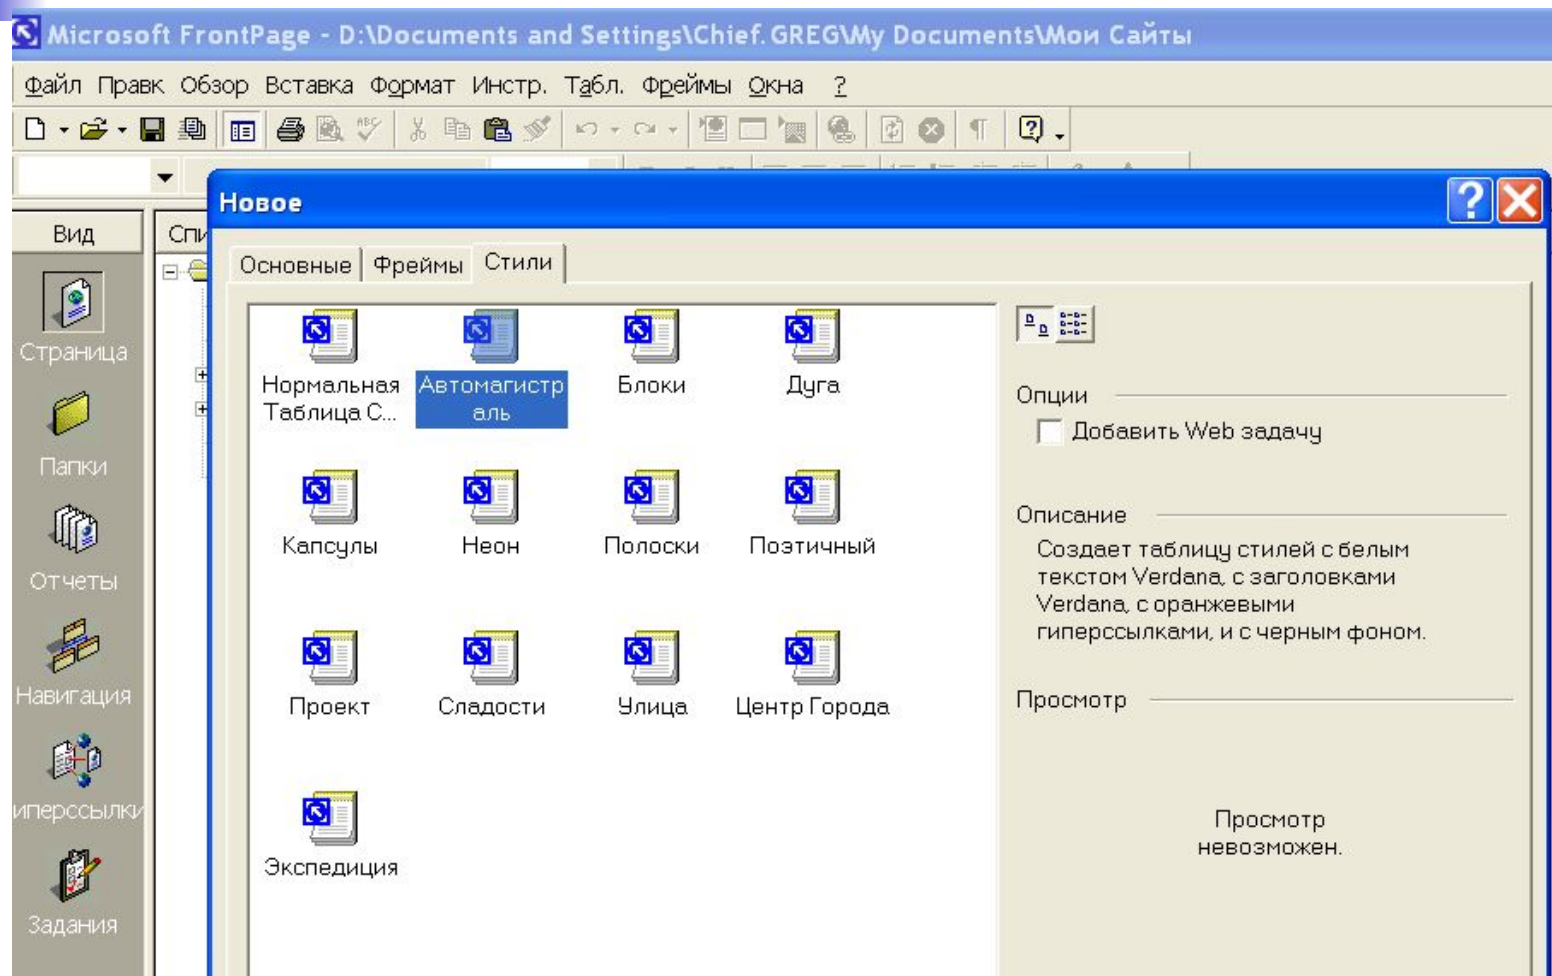 Microsoft FrontPage - D:\Documents and Settings\Chief.GREG\My Documents\Мои Сайты
Файл Правк Обзор Вставка Формат Инстр. Табл. Фреймы Окна ?
Новое
Вид
Спи
Основные Фреймы Стили
Страница
Папки
Отчеты
Навигация
иперссылки
Задания
Нормальная Таблица С...
Автомагистр
аль
Блоки
Дуга
Капсулы
Неон
Полоски
Поэтичный
Проект
Сладости
Улица
Центр Города
Экспедиция
Опции
Добавить Web задачу
Описание
Создает таблицу стилей с белым
текстом Verdana, с заголовками
Verdana, с оранжевыми
гиперссылками, и с черным фоном.
Просмотр
Просмотр
невозможен.